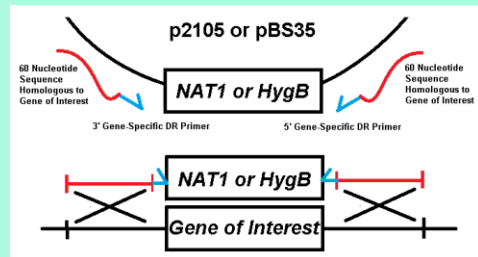 p2105 or pBS35
60 Nucleotide
Sequence
Homologous to
Gene of Interest
NAT1 or HygB
60 Nucleotide
Sequence
Homologous to
Gene of Interest
3' Gene-Specific DR Primer
5' Gene-Specific DR Primer
NAT1 or HygB
Gene of Interest